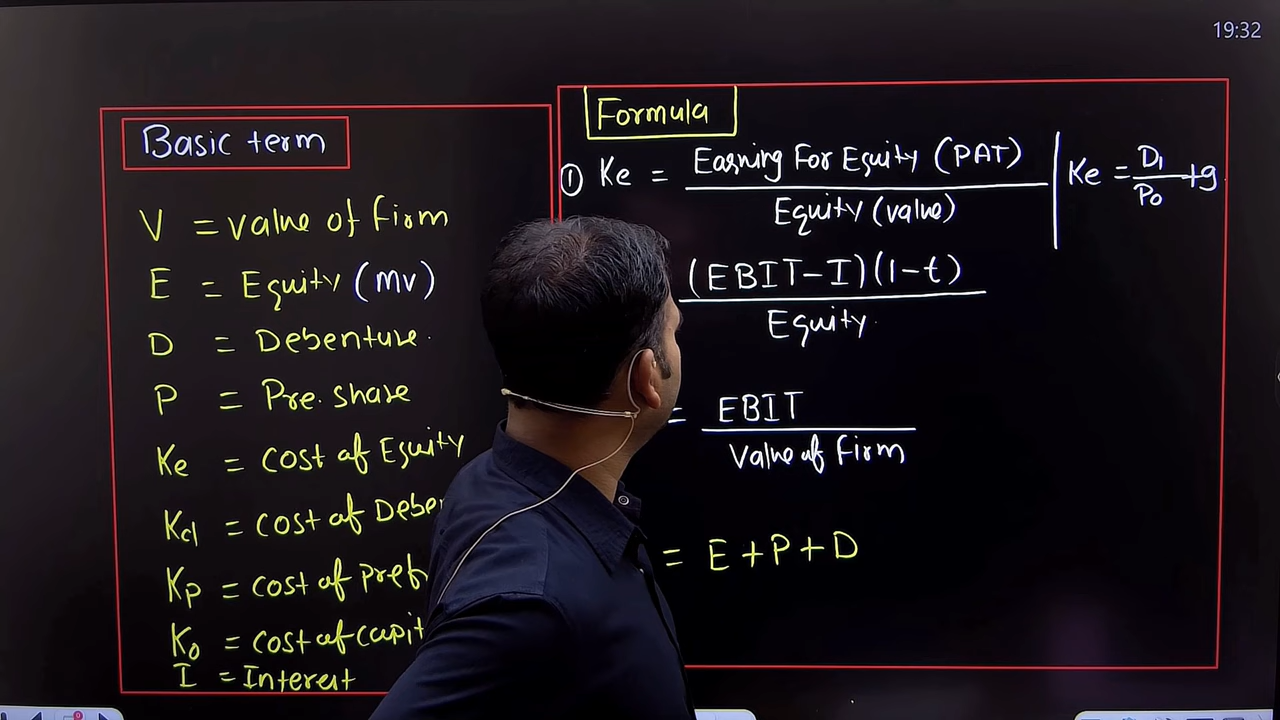 19:32
Basic term
V = value of firm
E = Equity (mv)
D = Debenture
P = Pre. share
Ke = cost of Equity
Kd = cost of Debe
Kp = cost of pref
Ko = cost of capit
I = Interest
Formula
① Ke = Earning For Equity (PAT)
Equity (value)
Ke = D1 + g
P0
(EBIT-I)(1-t)
Equity
= EBIT
Value of Firm
= E+P+D